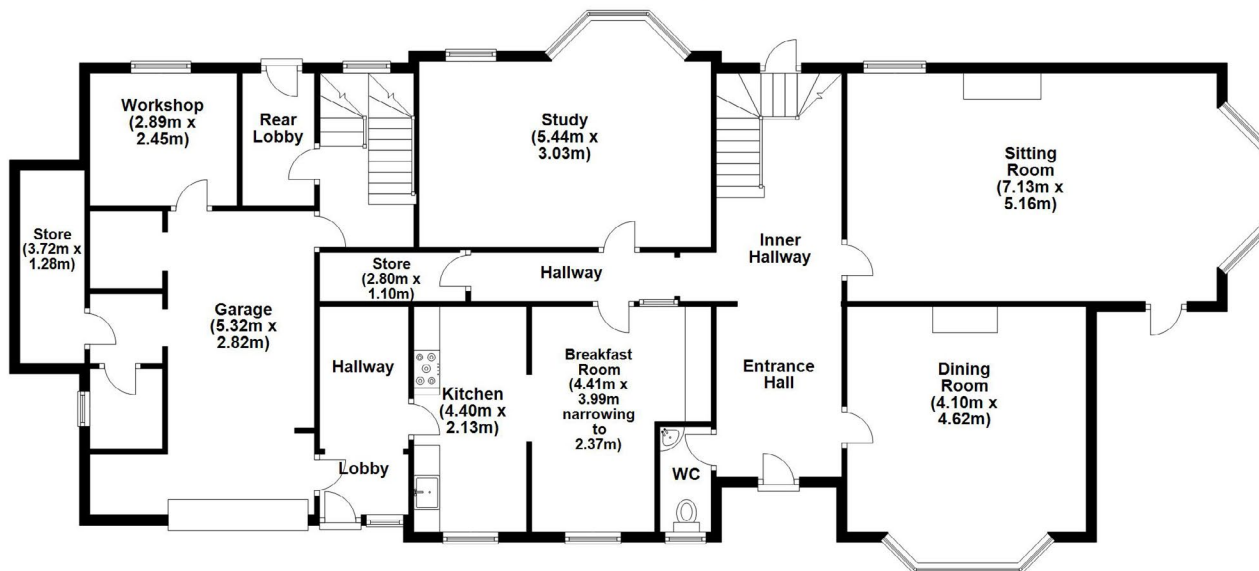 Workshop
(2.89m x
2.45m)
Rear
Lobby
Study
(5.44m x
3.03m)
Sitting
Room
(7.13m x
5.16m)
Store
(3.72m x
1.28m)
Inner
Hallway
Store
(2.80m x
1.10m)
Hallway
Garage
(5.32m x
2.82m)
Hallway
Kitchen
(4.40m x
2.13m)
Breakfast
Room
(4.41m x
3.99m
narrowing
to
2.37m)
Entrance
Hall
Dining
Room
(4.10m x
4.62m)
Lobby
WC